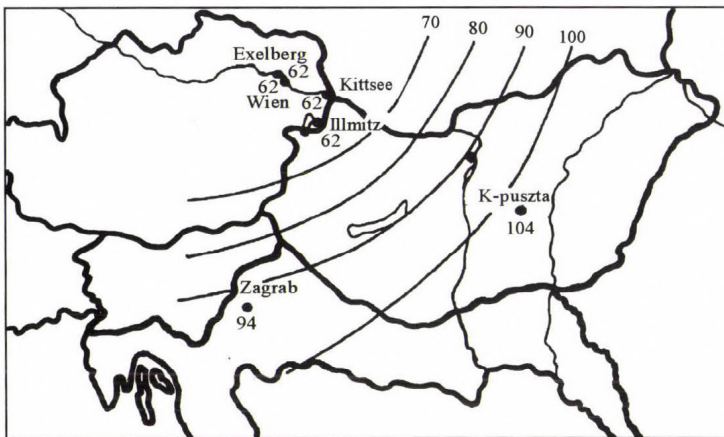 70
80
90
100
Exelberg
62
62
Wien
Kittsee
62
Illmitz
62
K-puszta
104
Zagrab
94